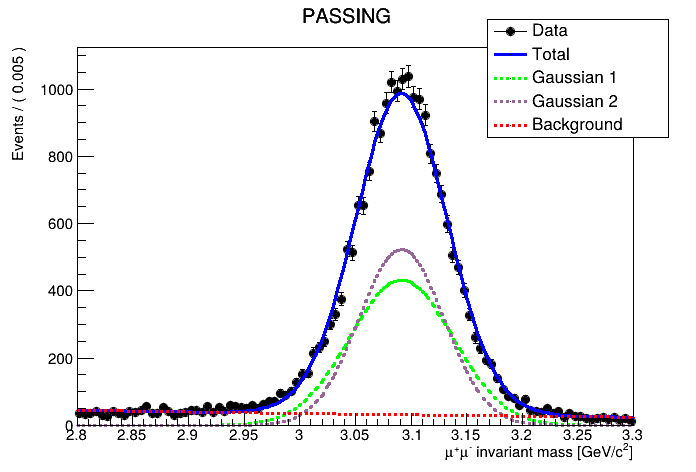 PASSING
Data
Total
Gaussian 1
Gaussian 2
Background
Events / ( 0.005 )
1000
800
600
400
200
0
2.8 2.85 2.9 2.95 3 3.05 3.1 3.15 3.2 3.25 3.3
μ⁺μ⁻ invariant mass [GeV/c²]